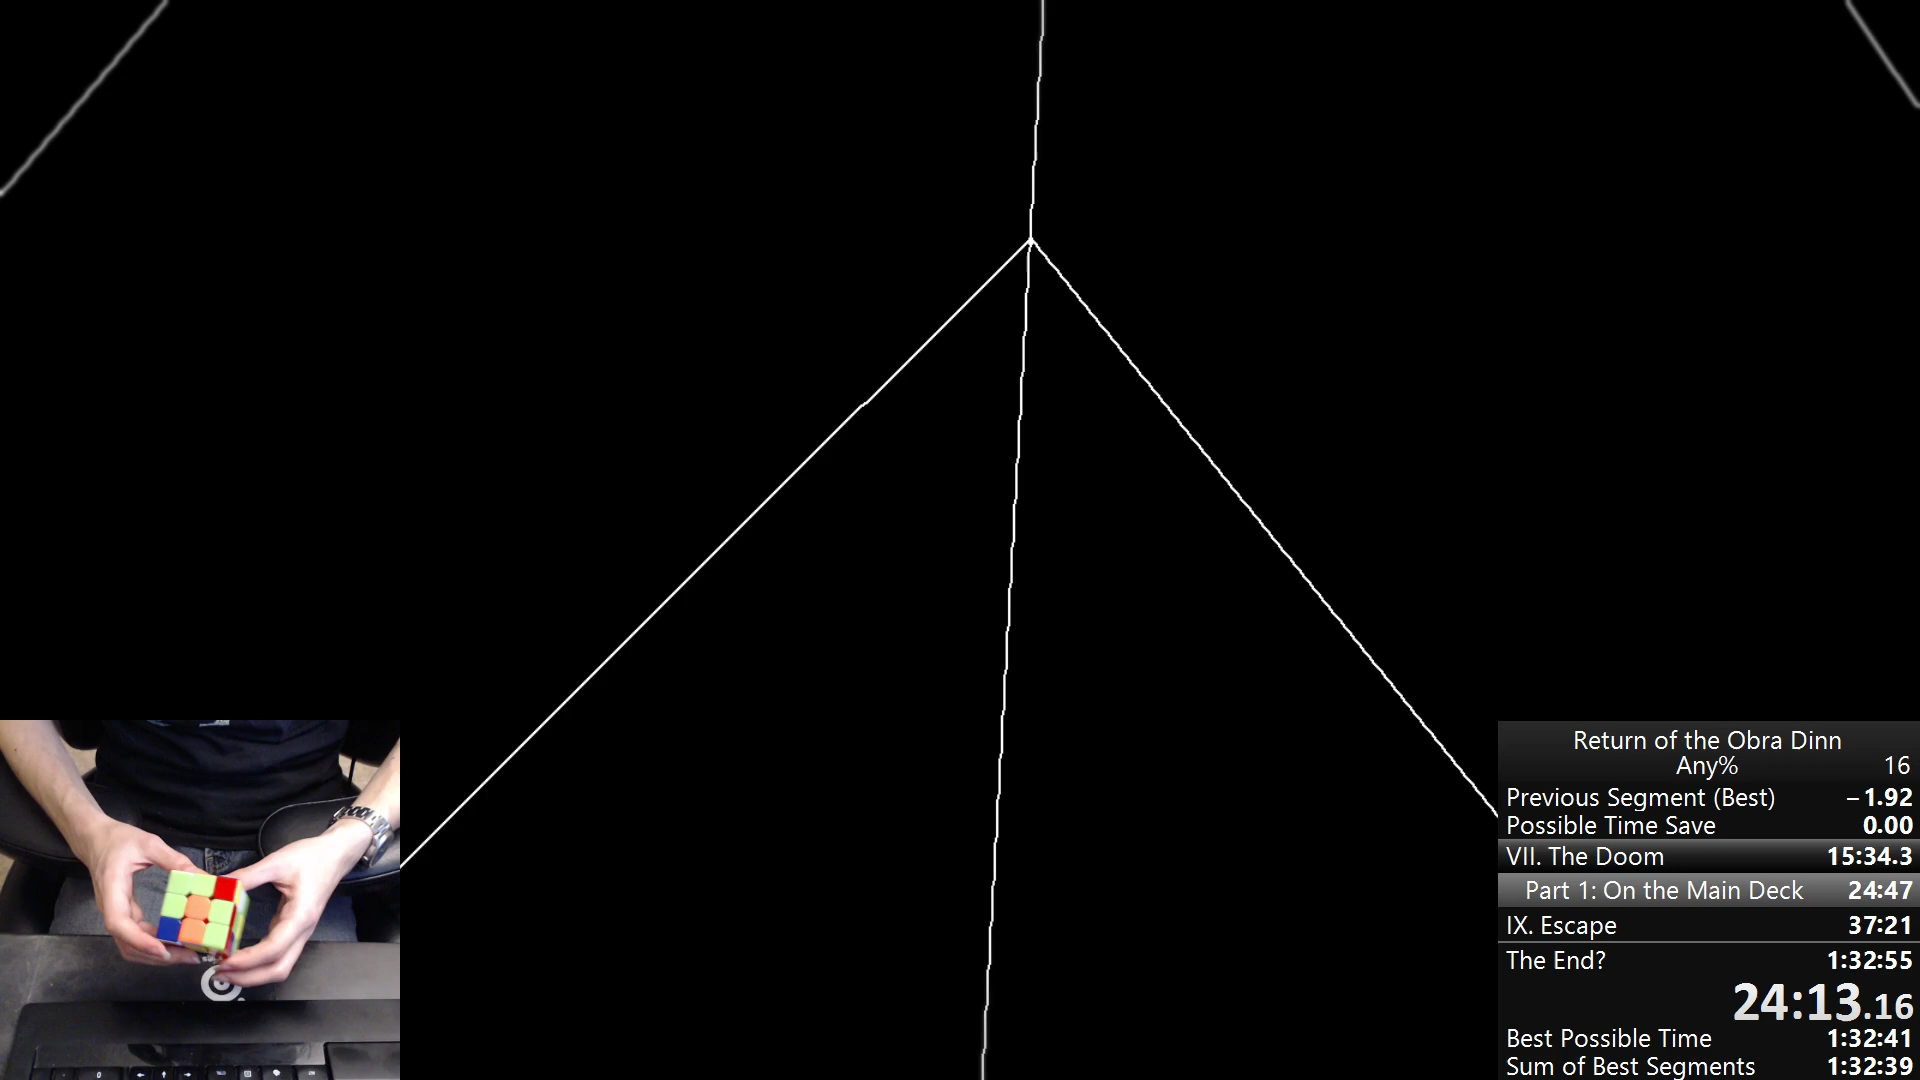 Return of the Obra Dinn
Any% 16
Previous Segment (Best) −1.92
Possible Time Save 0.00
VII. The Doom 15:34.3
Part 1: On the Main Deck 24:47
IX. Escape 37:21
The End? 1:32:55
24:13.16
Best Possible Time 1:32:41
Sum of Best Segments 1:32:39